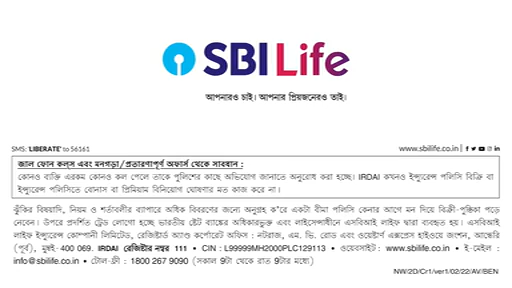 SBI Life
আপনারও চাই। আপনার প্রিয়জনেরও তাই।
SMS: 'LIBERATE' to 56161
www.sbilife.co.in |
জাল ফোন কলস এবং মনগড়া/প্রতারণাপূর্ণ অফার্স থেকে সাবধান :
কোনও ব্যক্তি এরকম কোনও কল পেলে তাকে পুলিশের কাছে অভিযোগ জানাতে অনুরোধ করা হচ্ছে। IRDAI কখনও ইন্স্যুরেন্স পলিসি বিক্রি বা
ইন্স্যুরেন্স পলিসিতে বোনাস বা প্রিমিয়াম বিনিয়োগ ঘোষণার মত কাজ করে না।
ঝুঁকির বিষয়াদি, নিয়ম ও শর্তাবলীর ব্যাপারে অধিক বিবরণের জন্যে অনুগ্রহ ক'রে একটা বীমা পলিসি কেনার আগে মন দিয়ে বিক্রী-পুস্তিকা পড়ে
নেবেন। উপরে প্রদর্শিত ট্রেড লোগো হচ্ছে ভারতীয় ষ্টেট ব্যাঙ্কের অধিকারভুক্ত এবং লাইসেন্সাধীনে এসবিআই লাইফ দ্বারা ব্যবহৃত হয়। এসবিআই
লাইফ ইন্স্যুরেন্স কোম্পানী লিমিটেড, রেজিস্টার্ড অ্যান্ড কর্পোরেট অফিস : নটরাজ, এম. ভি. রোড এবং ওয়েস্টার্ন এক্সপ্রেস হাইওয়ে জংশন, আন্ধেরি
(পূর্ব), মুম্বই- 400 069. IRDAI রেজিষ্টার নম্বর 111 • CIN : L99999MH2000PLC129113 • ওয়েবসাইট : www.sbilife.co.in • ই-মেইল :
info@sbilife.co.in • টোল-ফ্রী : 1800 267 9090 (সকাল 9টা থেকে রাত 9টার মধ্যে)
NW/2D/Cr1/ver1/02/22/AV/BEN